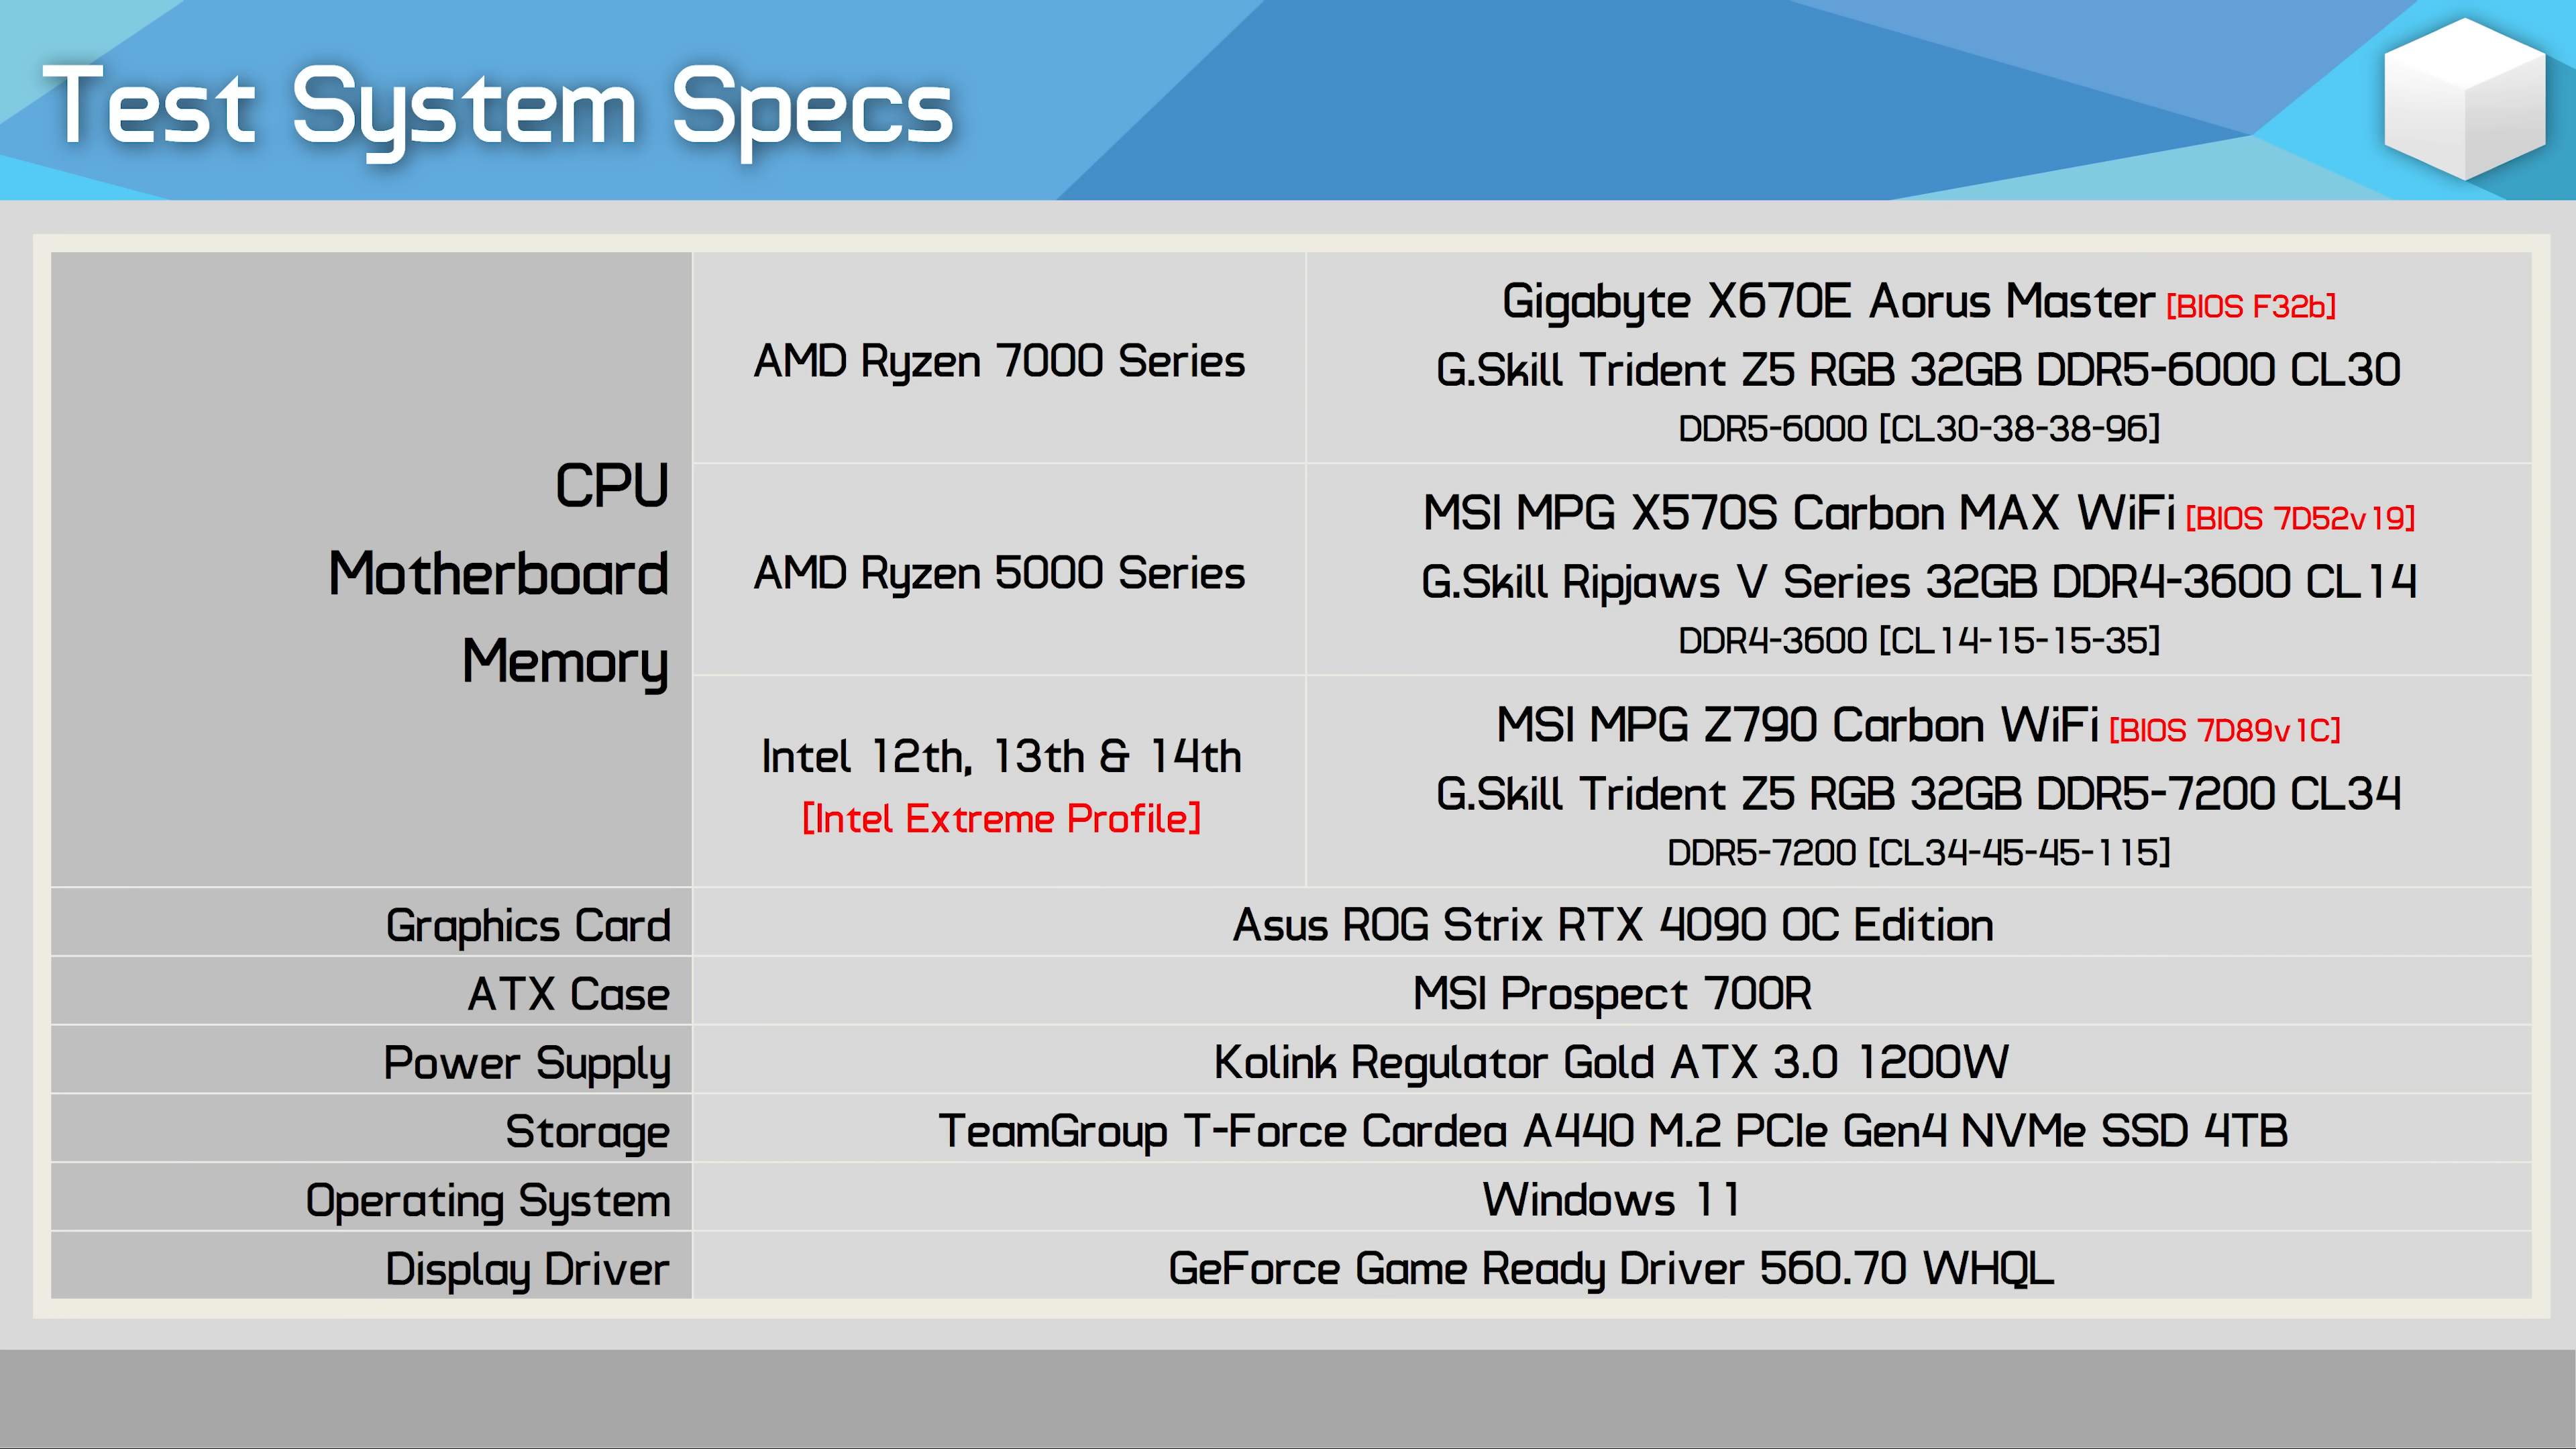 Test System Specs
CPU
Motherboard
Memory
AMD Ryzen 7000 Series
Gigabyte X670E Aorus Master [BIOS F32b]
G.Skill Trident Z5 RGB 32GB DDR5-6000 CL30
DDR5-6000 [CL30-38-38-96]
AMD Ryzen 5000 Series
MSI MPG X570S Carbon MAX WiFi [BIOS 7D52v19]
G.Skill Ripjaws V Series 32GB DDR4-3600 CL14
DDR4-3600 [CL14-15-15-35]
Intel 12th, 13th & 14th
[Intel Extreme Profile]
MSI MPG Z790 Carbon WiFi [BIOS 7D89v1C]
G.Skill Trident Z5 RGB 32GB DDR5-7200 CL34
DDR5-7200 [CL34-45-45-115]
Graphics Card
Asus ROG Strix RTX 4090 OC Edition
ATX Case
MSI Prospect 700R
Power Supply
Kolink Regulator Gold ATX 3.0 1200W
Storage
TeamGroup T-Force Cardea A440 M.2 PCIe Gen4 NVMe SSD 4TB
Operating System
Windows 11
Display Driver
GeForce Game Ready Driver 560.70 WHQL